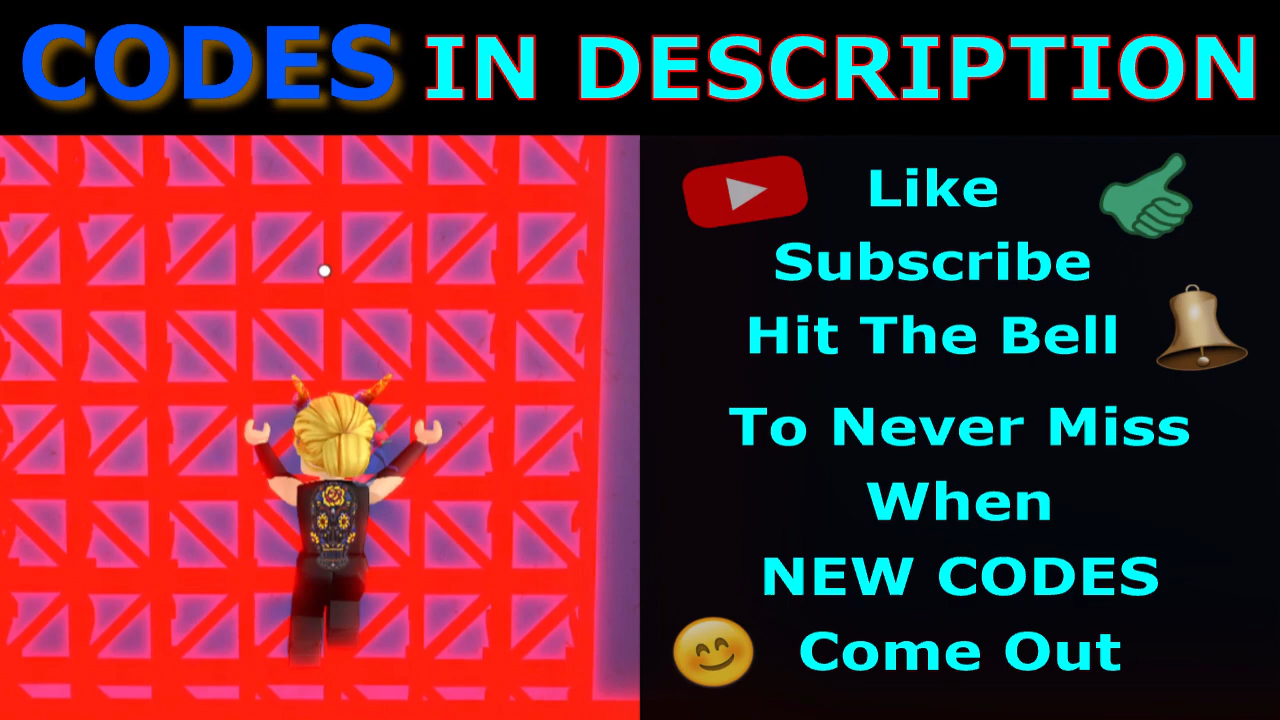 CODES IN DESCRIPTION
Like
Subscribe
Hit The Bell
To Never Miss
When
NEW CODES
Come Out